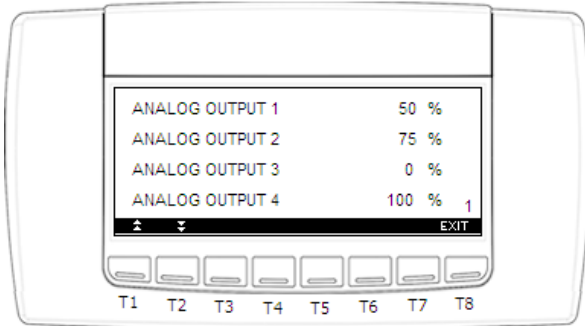 ANALOG OUTPUT 1 50 %
ANALOG OUTPUT 2 75 %
ANALOG OUTPUT 3 0 %
ANALOG OUTPUT 4 100 % 1
EXIT
T1 T2 T3 T4 T5 T6 T7 T8